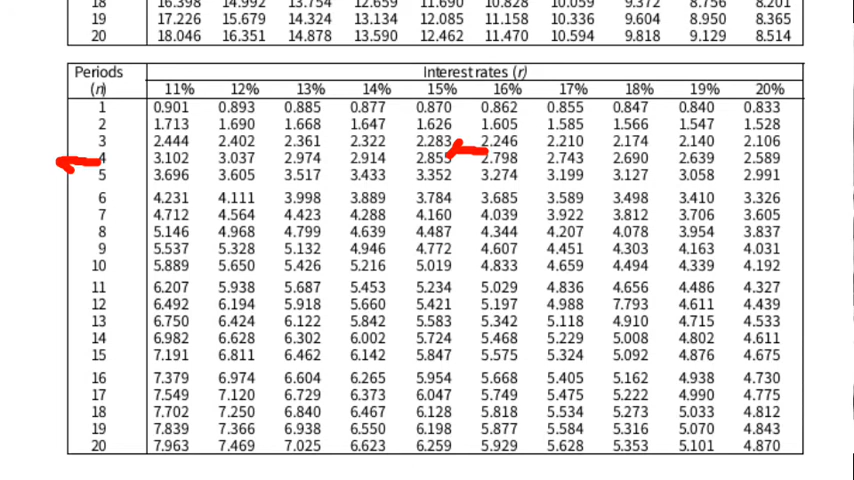 18 16.398 14.992 13.754 12.659 11.690 10.828 10.059 9.372 8.756 8.201
19 17.226 15.679 14.324 13.134 12.085 11.158 10.336 9.604 8.950 8.365
20 18.046 16.351 14.878 13.590 12.462 11.470 10.594 9.818 9.129 8.514
Periods Interest rates (r)
(n) 11% 12% 13% 14% 15% 16% 17% 18% 19% 20%
1 0.901 0.893 0.885 0.877 0.870 0.862 0.855 0.847 0.840 0.833
2 1.713 1.690 1.668 1.647 1.626 1.605 1.585 1.566 1.547 1.528
3 2.444 2.402 2.361 2.322 2.283 2.246 2.210 2.174 2.140 2.106
4 3.102 3.037 2.974 2.914 2.855 2.798 2.743 2.690 2.639 2.589
5 3.696 3.605 3.517 3.433 3.352 3.274 3.199 3.127 3.058 2.991
6 4.231 4.111 3.998 3.889 3.784 3.685 3.589 3.498 3.410 3.326
7 4.712 4.564 4.423 4.288 4.160 4.039 3.922 3.812 3.706 3.605
8 5.146 4.968 4.799 4.639 4.487 4.344 4.207 4.078 3.954 3.837
9 5.537 5.328 5.132 4.946 4.772 4.607 4.451 4.303 4.163 4.031
10 5.889 5.650 5.426 5.216 5.019 4.833 4.659 4.494 4.339 4.192
11 6.207 5.938 5.687 5.453 5.234 5.029 4.836 4.656 4.486 4.327
12 6.492 6.194 5.918 5.660 5.421 5.197 4.988 7.793 4.611 4.439
13 6.750 6.424 6.122 5.842 5.583 5.342 5.118 4.910 4.715 4.533
14 6.982 6.628 6.302 6.002 5.724 5.468 5.229 5.008 4.802 4.611
15 7.191 6.811 6.462 6.142 5.847 5.575 5.324 5.092 4.876 4.675
16 7.379 6.974 6.604 6.265 5.954 5.668 5.405 5.162 4.938 4.730
17 7.549 7.120 6.729 6.373 6.047 5.749 5.475 5.222 4.990 4.775
18 7.702 7.250 6.840 6.467 6.128 5.818 5.534 5.273 5.033 4.812
19 7.839 7.366 6.938 6.550 6.198 5.877 5.584 5.316 5.070 4.843
20 7.963 7.469 7.025 6.623 6.259 5.929 5.628 5.353 5.101 4.870